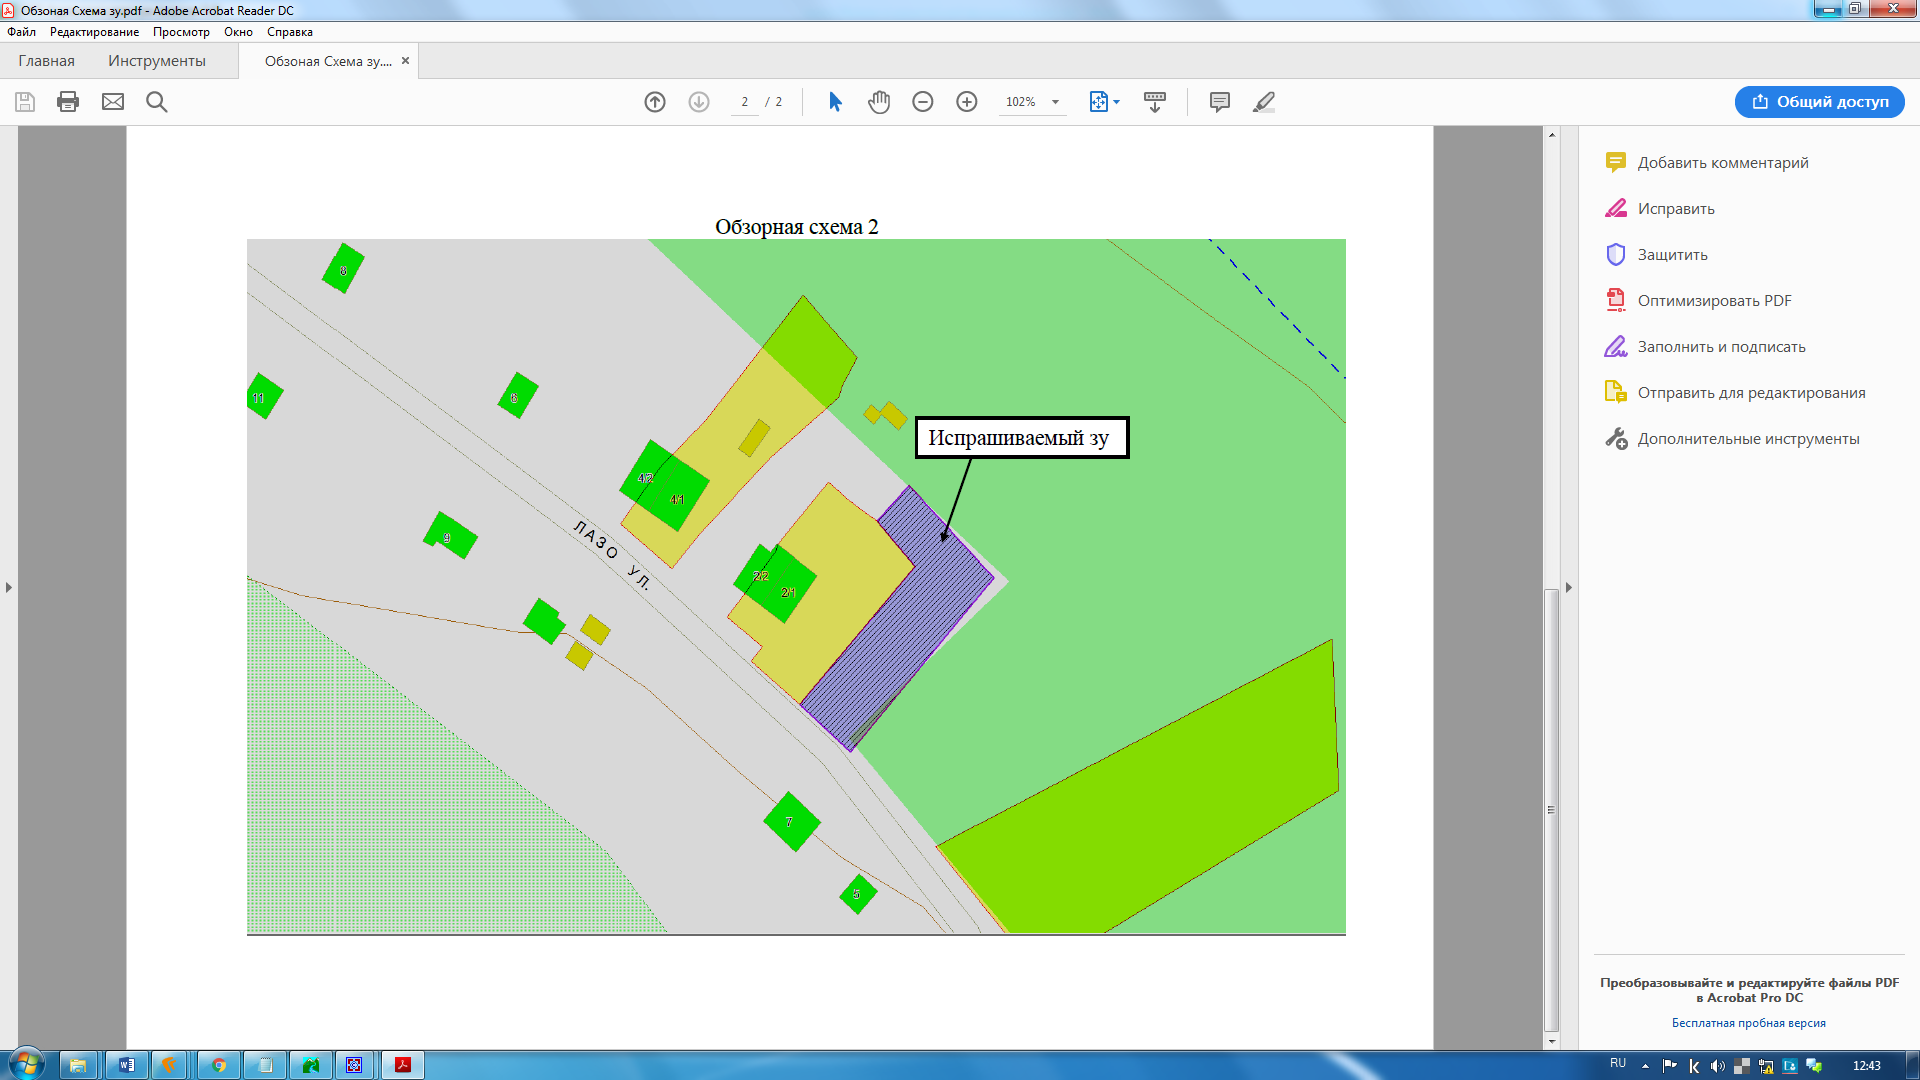 Обзоная Схема зу.pdf - Adobe Acrobat Reader DC
Файл Редактирование Просмотр Окно Справка
Главная Инструменты Обзоная Схема зу....
2 / 2 102% Общий доступ
Добавить комментарий
Исправить
Защитить
Оптимизировать PDF
Заполнить и подписать
Отправить для редактирования
Дополнительные инструменты
Обзорная схема 2
8
11
6
Испрашиваемый зу
4/2
4/1
9
ЛАЗО УЛ.
2/2
2/1
7
5
Преобразовывайте и редактируйте файлы PDF
в Acrobat Pro DC
Бесплатная пробная версия
RU 12:43